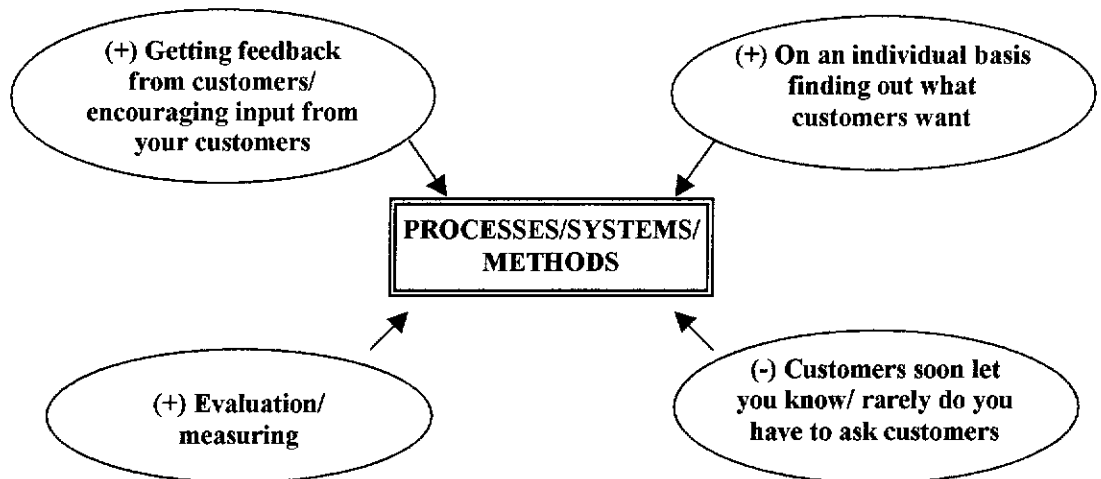 (+) Getting feedback
from customers/
encouraging input from
your customers
(+) On an individual basis
finding out what
customers want
PROCESSES/SYSTEMS/
METHODS
(+) Evaluation/
measuring
(-) Customers soon let
you know/ rarely do you
have to ask customers